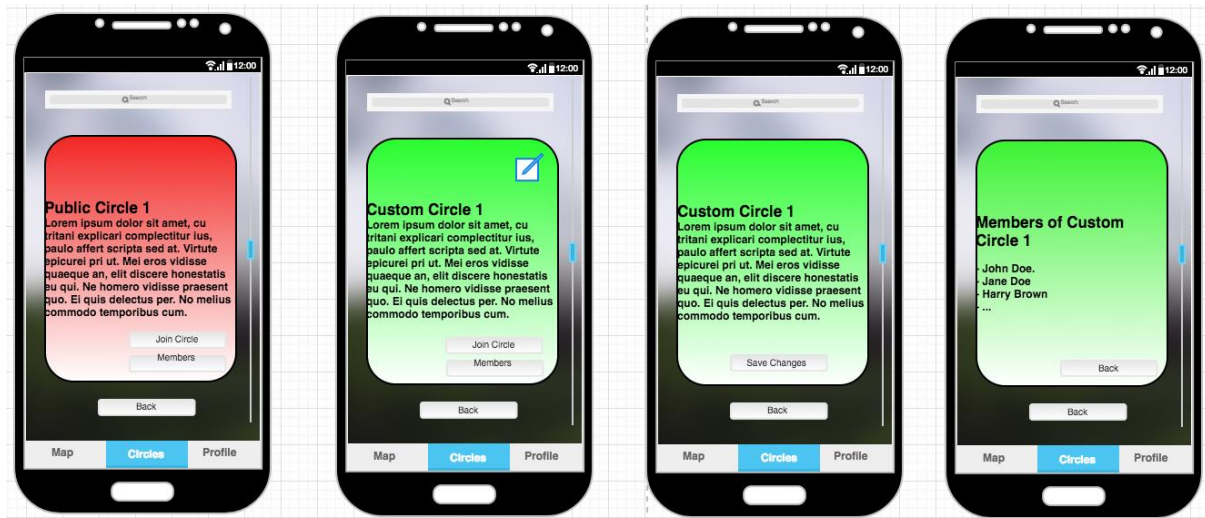 12:00
Search
Public Circle 1
Lorem ipsum dolor sit amet, cu
tritani explicari complectitur ius,
paulo affert scripta sed at. Virtute
epicurei pri ut. Mei eros vidisse
quaeque an, elit discere honestatis
eu qui. Ne homero vidisse praesent
quo. Ei quis delectus per. No melius
commodo temporibus cum.
Join Circle
Members
Back
Map Circles Profile
12:00
Search
Custom Circle 1
Lorem ipsum dolor sit amet, cu
tritani explicari complectitur ius,
paulo affert scripta sed at. Virtute
epicurei pri ut. Mei eros vidisse
quaeque an, elit discere honestatis
eu qui. Ne homero vidisse praesent
quo. Ei quis delectus per. No melius
commodo temporibus cum.
Join Circle
Members
Back
Map Circles Profile
12:00
Search
Custom Circle 1
Lorem ipsum dolor sit amet, cu
tritani explicari complectitur ius,
paulo affert scripta sed at. Virtute
epicurei pri ut. Mei eros vidisse
quaeque an, elit discere honestatis
eu qui. Ne homero vidisse praesent
quo. Ei quis delectus per. No melius
commodo temporibus cum.
Save Changes
Back
Map Circles Profile
12:00
Search
Members of Custom
Circle 1
- John Doe.
- Jane Doe
- Harry Brown
- ...
Back
Back
Map Circles Profile